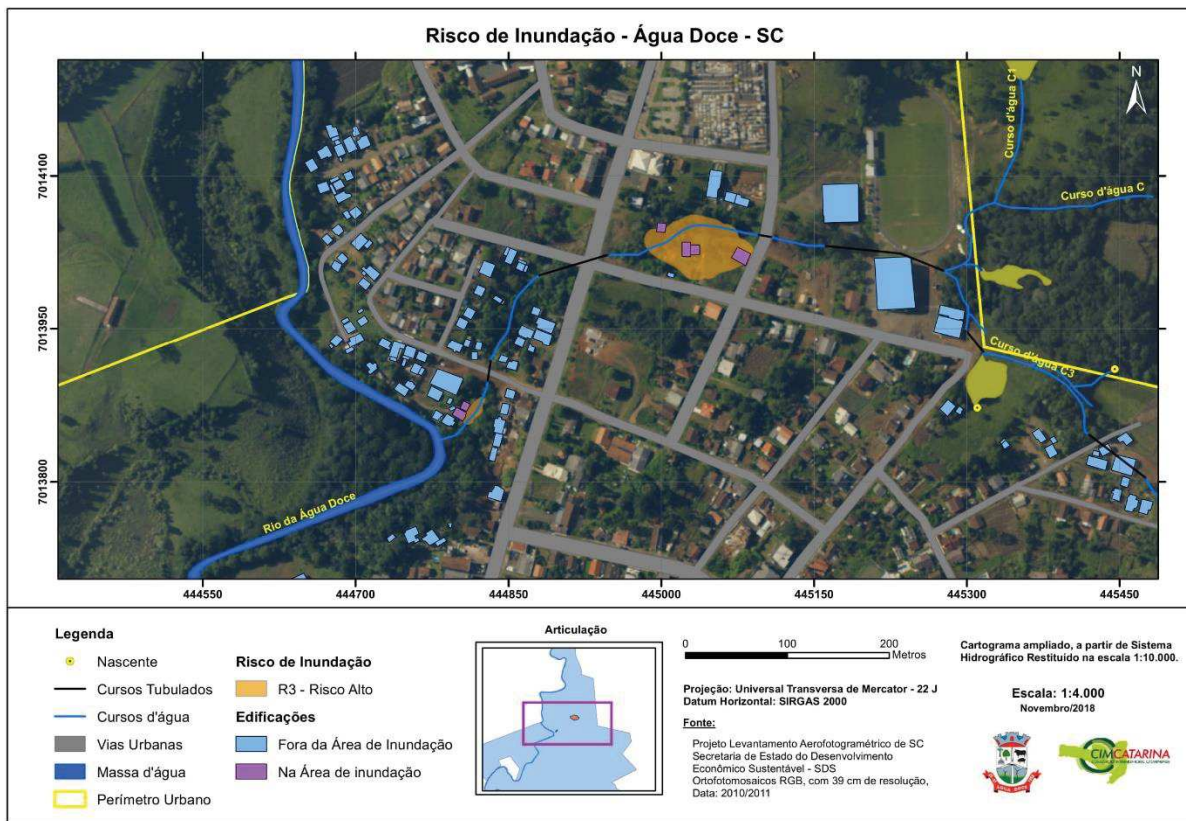 Risco de Inundação - Água Doce - SC
N
Curso d'água C1
Curso d'água C
Curso d'água C3
Rio da Água Doce
7014100
7013950
7013800
444550
444700
444850
445000
445150
445300
445450
Legenda
Nascente
Cursos Tubulados
Cursos d'água
Vias Urbanas
Massa d'água
Perímetro Urbano
Risco de Inundação
R3 - Risco Alto
Edificações
Fora da Área de Inundação
Na Área de inundação
Articulação
0 100 200
Metros
Projeção: Universal Transversa de Mercator - 22 J
Datum Horizontal: SIRGAS 2000
Fonte:
Projeto Levantamento Aerofotogramétrico de SC
Secretaria de Estado do Desenvolvimento
Econômico Sustentável - SDS
Ortofotomosaicos RGB, com 39 cm de resolução,
Data: 2010/2011
Cartograma ampliado, a partir de Sistema
Hidrográfico Restituído na escala 1:10.000.
Escala: 1:4.000
Novembro/2018
ÁGUA DOCE
CIMCATARINA